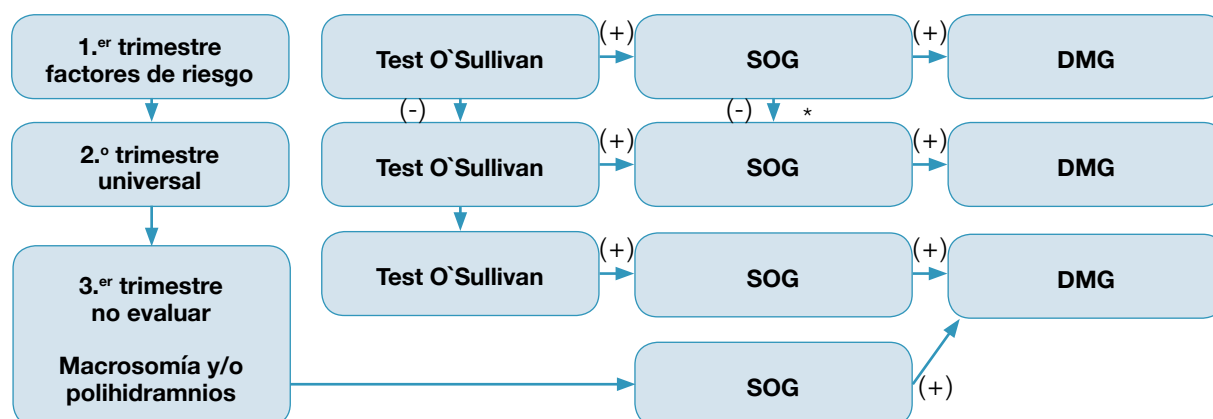 1.er trimestre
factores de riesgo
Test O`Sullivan
(+)
SOG
(+)
DMG
(-)
(-)
*
2.º trimestre
universal
Test O`Sullivan
(+)
SOG
(+)
DMG
3.er trimestre
no evaluar
Macrosomía y/o
polihidramnios
Test O`Sullivan
(+)
SOG
(+)
DMG
SOG
(+)